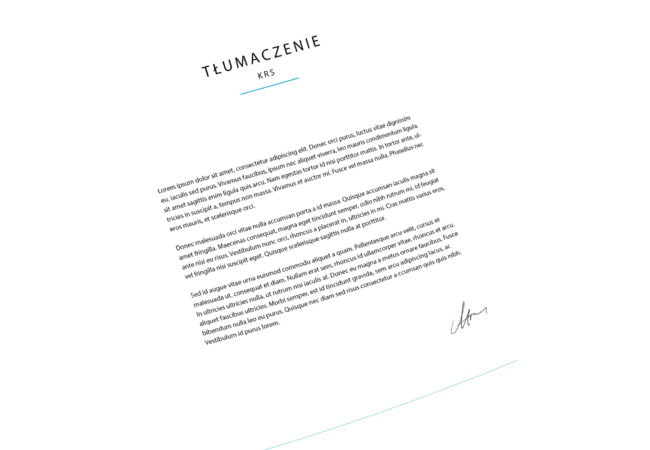 TŁUMACZENIE
KRS
Lorem ipsum dolor sit amet, consectetur adipiscing elit. Donec orci purus, luctus vitae dignissim
eu, iaculis sed purus. Vivamus faucibus, ipsum nec aliquet viverra, leo mauris condimentum ligula,
sit amet sagittis enim ligula quis arcu. Nam egestas tortor id nisi porttitor mattis. In tortor ante, ul-
tricies in suscipit a, tempus non massa. Vivamus et auctor mi. Fusce vel massa nulla. Phasellus nec
eros mauris, et scelerisque orci.
Donec malesuada orci vitae nulla accumsan porta a id massa. Quisque accumsan iaculis magna sit
amet fringilla. Maecenas consequat, magna eget tincidunt semper, odio nibh rutrum mi, id feugiat
ante nisl eu risus. Vestibulum nunc orci, rhoncus a placerat in, ultricies in mi. Cras mattis varius eros,
vel fringilla nisi suscipit eget. Quisque scelerisque sagittis nulla at porttitor.
Sed id augue vitae urna euismod commodo aliquet a quam. Pellentesque arcu velit, cursus et
malesuada ut, consequat et diam. Nullam erat sem, rhoncus id ullamcorper vitae, rhoncus et arcu.
In ultricies ultricies nulla, ut rutrum nisi iaculis at. Donec eu magna a metus ornare faucibus. Fusce
aliquet faucibus ultricies. Morbi semper, est id tincidunt gravida, sem arcu adipiscing lacus, ac
bibendum nulla leo eu purus. Quisque nec diam sed risus consectetur a ccumsan quis quis nibh.
Vestibulum id purus lorem.